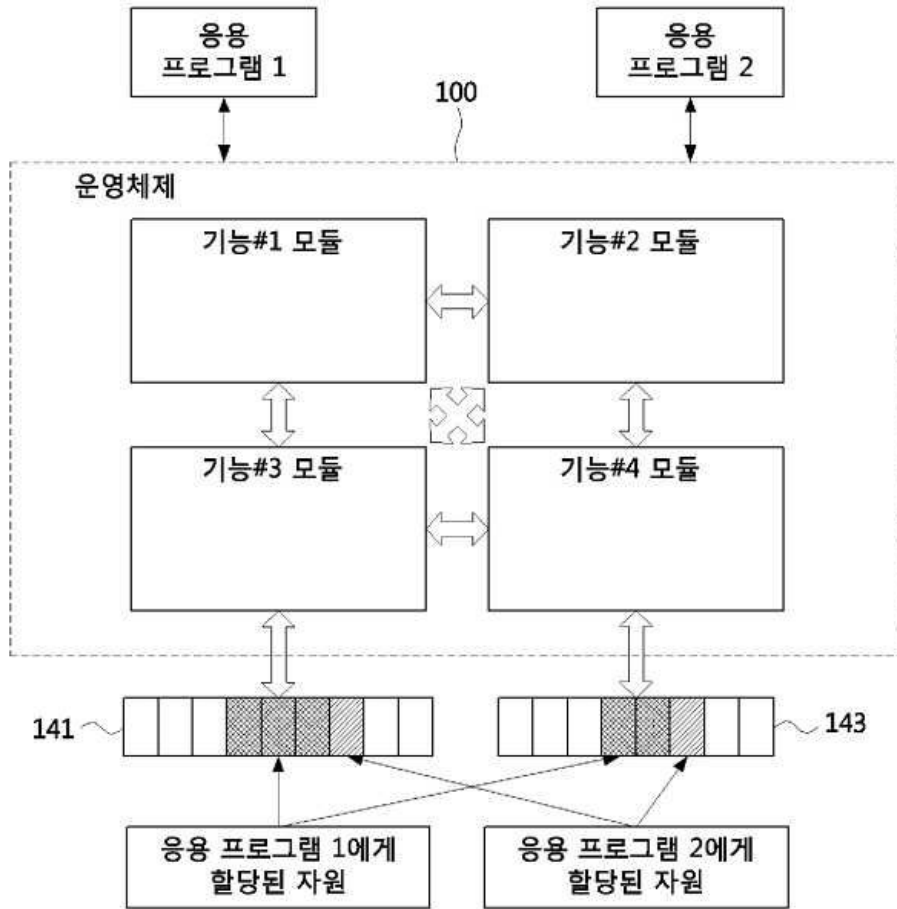 응용
프로그램 1
응용
프로그램 2
100
운영체제
기능#1 모듈
기능#2 모듈
기능#3 모듈
기능#4 모듈
141
143
응용 프로그램 1에게
할당된 자원
응용 프로그램 2에게
할당된 자원